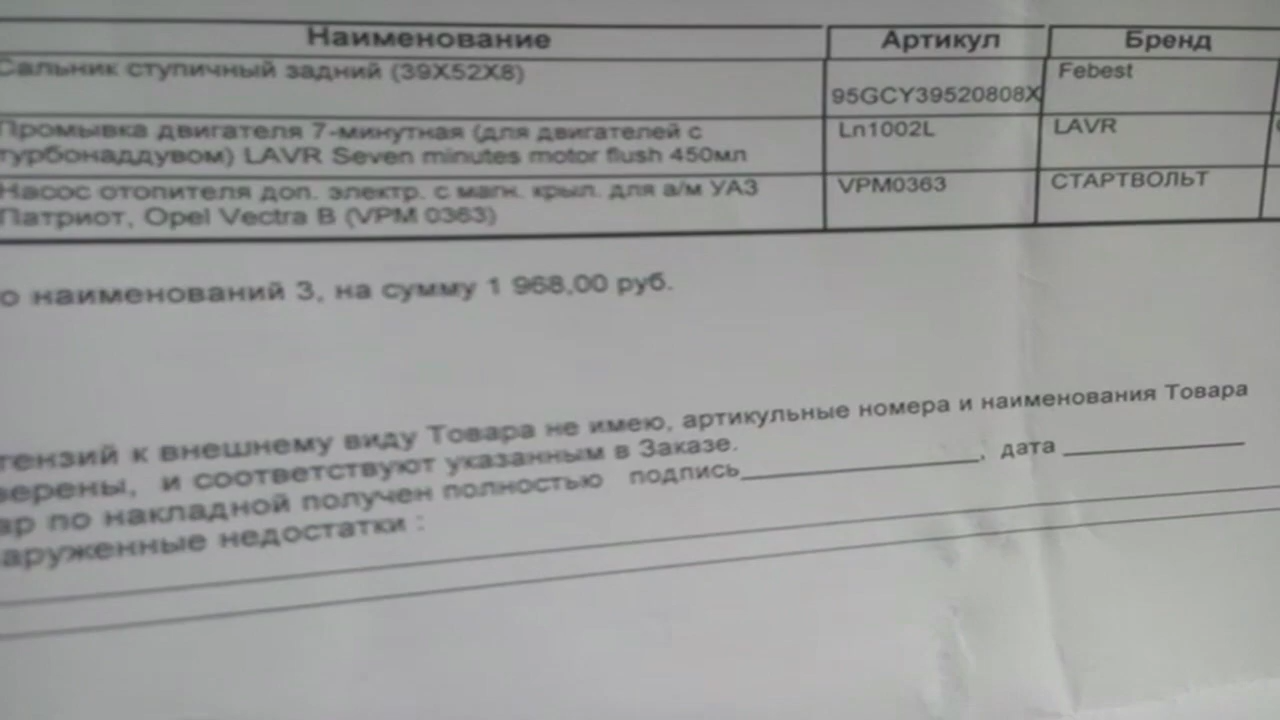 Наименование Артикул Бренд
Сальник ступичный задний (39X52X8) 95GCY39520808X Febest
Промывка двигателя 7-минутная (для двигателей с
турбонаддувом) LAVR Seven minutes motor flush 450мл Ln1002L LAVR
Насос отопителя доп. электр. с магн. крыл. для а/м УАЗ
Патриот, Opel Vectra B (VPM 0363) VPM0363 СТАРТВОЛЬТ
о наименований 3, на сумму 1 968,00 руб.
тензий к внешнему виду Товара не имею, артикульные номера и наименования Товара
верены, и соответствуют указанным в Заказе.
ар по накладной получен полностью подпись______________, дата ______________
аруженные недостатки :